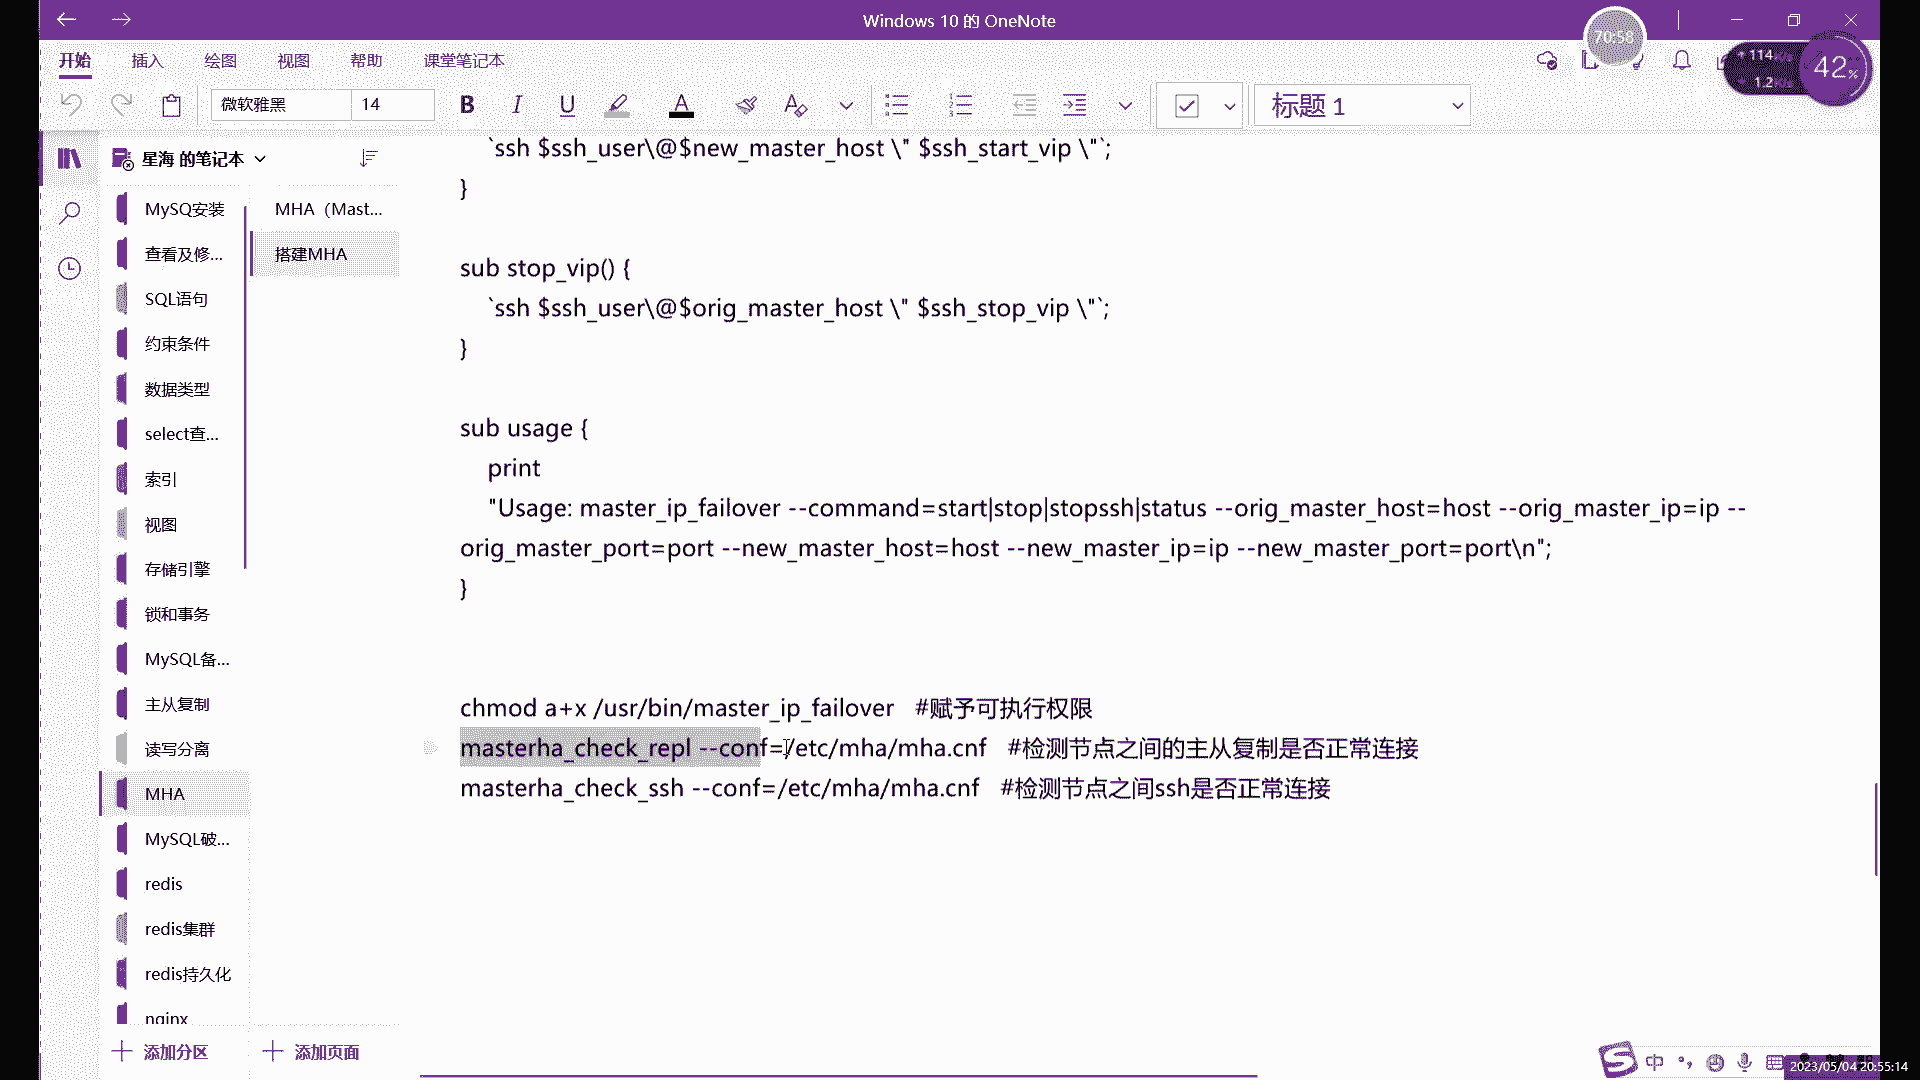 Windows 10 的 OneNote
70:58
开始 插入 绘图 视图 帮助 课堂笔记本
114
1.2
42%
微软雅黑 14 B I U A 标题 1
星海 的笔记本
MySQ安装
查看及修...
SQL语句
约束条件
数据类型
select查...
索引
视图
存储引擎
锁和事务
MySQL备...
主从复制
读写分离
MHA
MySQL破...
redis
redis集群
redis持久化
nginx
添加分区
MHA（Mast...
搭建MHA
添加页面
`ssh $ssh_user\@$new_master_host \" $ssh_start_vip \"`;
}
sub stop_vip() {
`ssh $ssh_user\@$orig_master_host \" $ssh_stop_vip \"`;
}
sub usage {
print
"Usage: master_ip_failover --command=start|stop|stopssh|status --orig_master_host=host --orig_master_ip=ip --
orig_master_port=port --new_master_host=host --new_master_ip=ip --new_master_port=port\n";
}
chmod a+x /usr/bin/master_ip_failover #赋予可执行权限
masterha_check_repl --conf=/etc/mha/mha.cnf #检测节点之间的主从复制是否正常连接
masterha_check_ssh --conf=/etc/mha/mha.cnf #检测节点之间ssh是否正常连接
中
2023/05/04 20:55:14